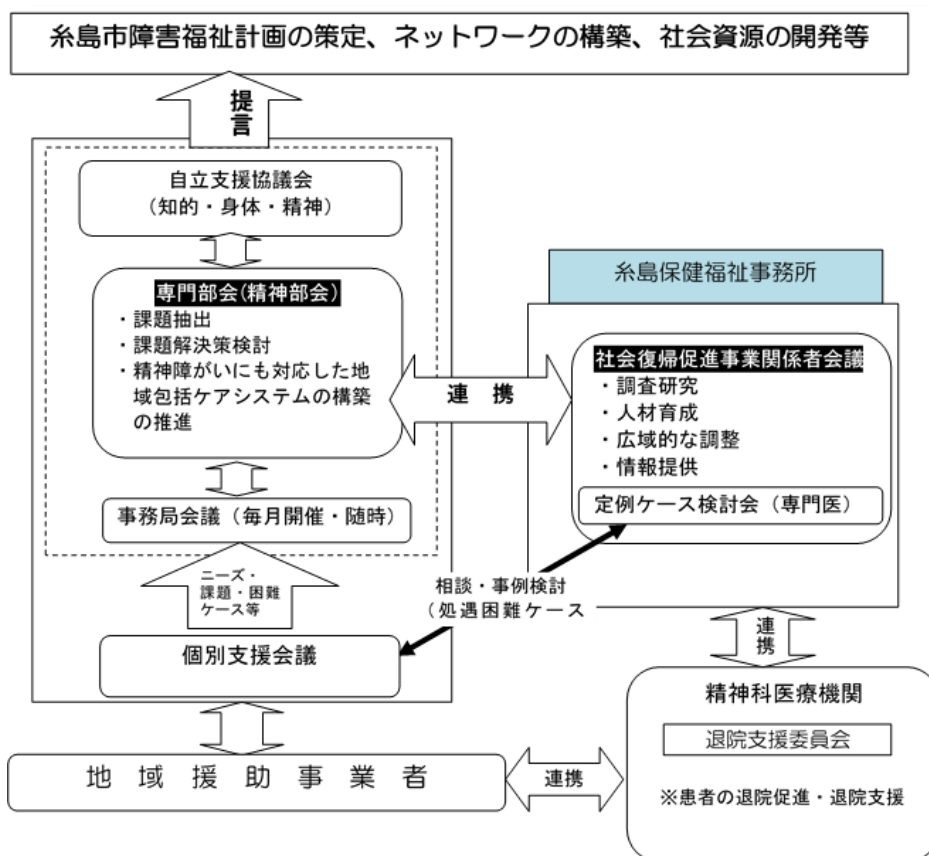 糸島市障害福祉計画の策定、ネットワークの構築、社会資源の開発等
提言
自立支援協議会
（知的・身体・精神）
専門部会(精神部会)
・課題抽出
・課題解決策検討
・精神障がいにも対応した地
域包括ケアシステムの構築
の推進
事務局会議（毎月開催・随時）
ニーズ・
課題・困難
ケース等
個別支援会議
連　携
糸島保健福祉事務所
社会復帰促進事業関係者会議
・調査研究
・人材育成
・広域的な調整
・情報提供
定例ケース検討会（専門医）
相談・事例検討
（処遇困難ケース
連携
精神科医療機関
退院支援委員会
※患者の退院促進・退院支援
地　域　援　助　事　業　者
連携